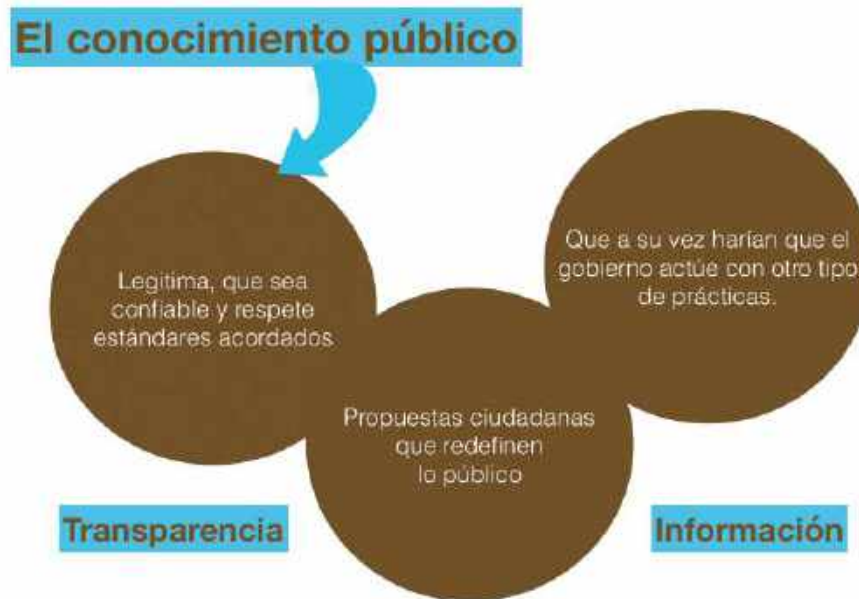 El conocimiento público
Legitima, que sea
confiable y respete
estándares acordados
Propuestas ciudadanas
que redefinen
lo público
Que a su vez harían que el
gobierno actúe con otro tipo
de prácticas.
Transparencia
Información